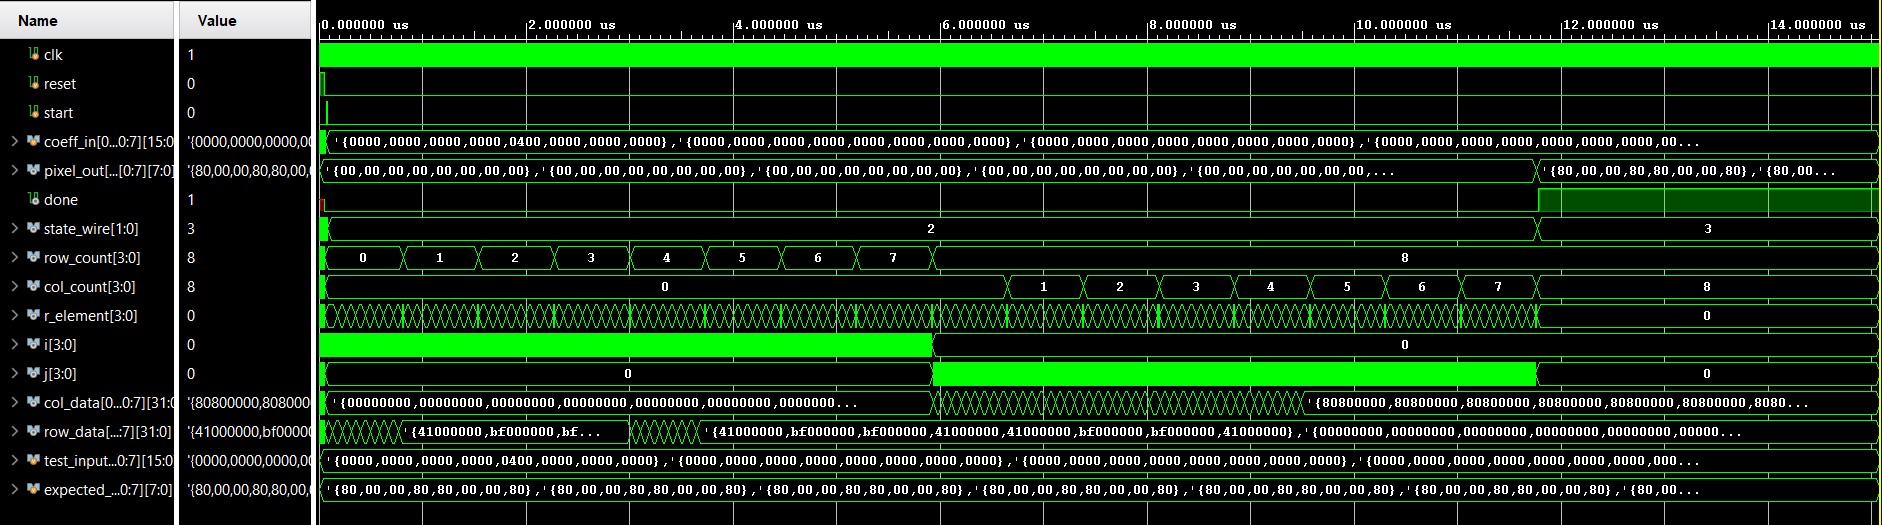 Name Value 0.000000 us 2.000000 us 4.000000 us 6.000000 us 8.000000 us 10.000000 us 12.000000 us 14.000000 us
clk 1
reset 0
start 0
coeff_in[0...0:7][15:0 '{0000,0000,0000,00 '{0000,0000,0000,0000,0400,0000,0000,0000},'{0000,0000,0000,0000,0000,0000,0000,0000},'{0000,0000,0000,0000,0000,0000,0000,0000},'{0000,0000,0000,0000,0000,0000,00...
pixel_out[...[0:7][7:0] '{80,00,00,80,80,00,0 '{00,00,00,00,00,00,00,00},'{00,00,00,00,00,00,00,00},'{00,00,00,00,00,00,00,00},'{00,00,00,00,00,00,00,00},'{00,00,00,00,00,00,... '{80,00,00,80,80,00,00,80},'{80,00...
done 1
state_wire[1:0] 3 2 3
row_count[3:0] 8 0 1 2 3 4 5 6 7 8
col_count[3:0] 8 0 1 2 3 4 5 6 7 8
r_element[3:0] 0 0
i[3:0] 0 0
j[3:0] 0 0 0
col_data[0...0:7][31:0 '{80800000,808000 '{00000000,00000000,00000000,00000000,00000000,00000000,0000000... '{80800000,80800000,80800000,80800000,80800000,80800000,8080...
row_data[...:7][31:0] '{41000000,bf0000 '{41000000,bf000000,bf... '{41000000,bf000000,bf000000,41000000,41000000,bf000000,bf000000,41000000},'{00000000,00000000,00000000,00000000,00000000,00000...
test_input...0:7][15:0 '{0000,0000,0000,00 '{0000,0000,0000,0000,0400,0000,0000,0000},'{0000,0000,0000,0000,0000,0000,0000,0000},'{0000,0000,0000,0000,0000,0000,0000,0000},'{0000,0000,0000,0000,0000,0000,000...
expected_...0:7][7:0] '{80,00,00,80,80,00,0 '{80,00,00,80,80,00,00,80},'{80,00,00,80,80,00,00,80},'{80,00,00,80,80,00,00,80},'{80,00,00,80,80,00,00,80},'{80,00,00,80,80,00,00,80},'{80,00,00,80,80,00,00,80},'{80,00...